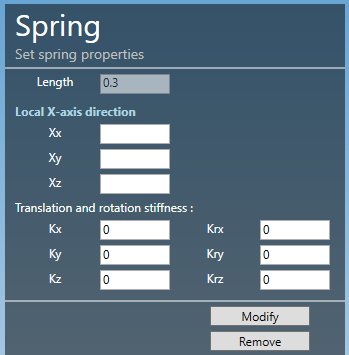 Spring
Set spring properties
Length 0.3
Local X-axis direction
Xx
Xy
Xz
Translation and rotation stiffness :
Kx 0 Krx 0
Ky 0 Kry 0
Kz 0 Krz 0
Modify
Remove